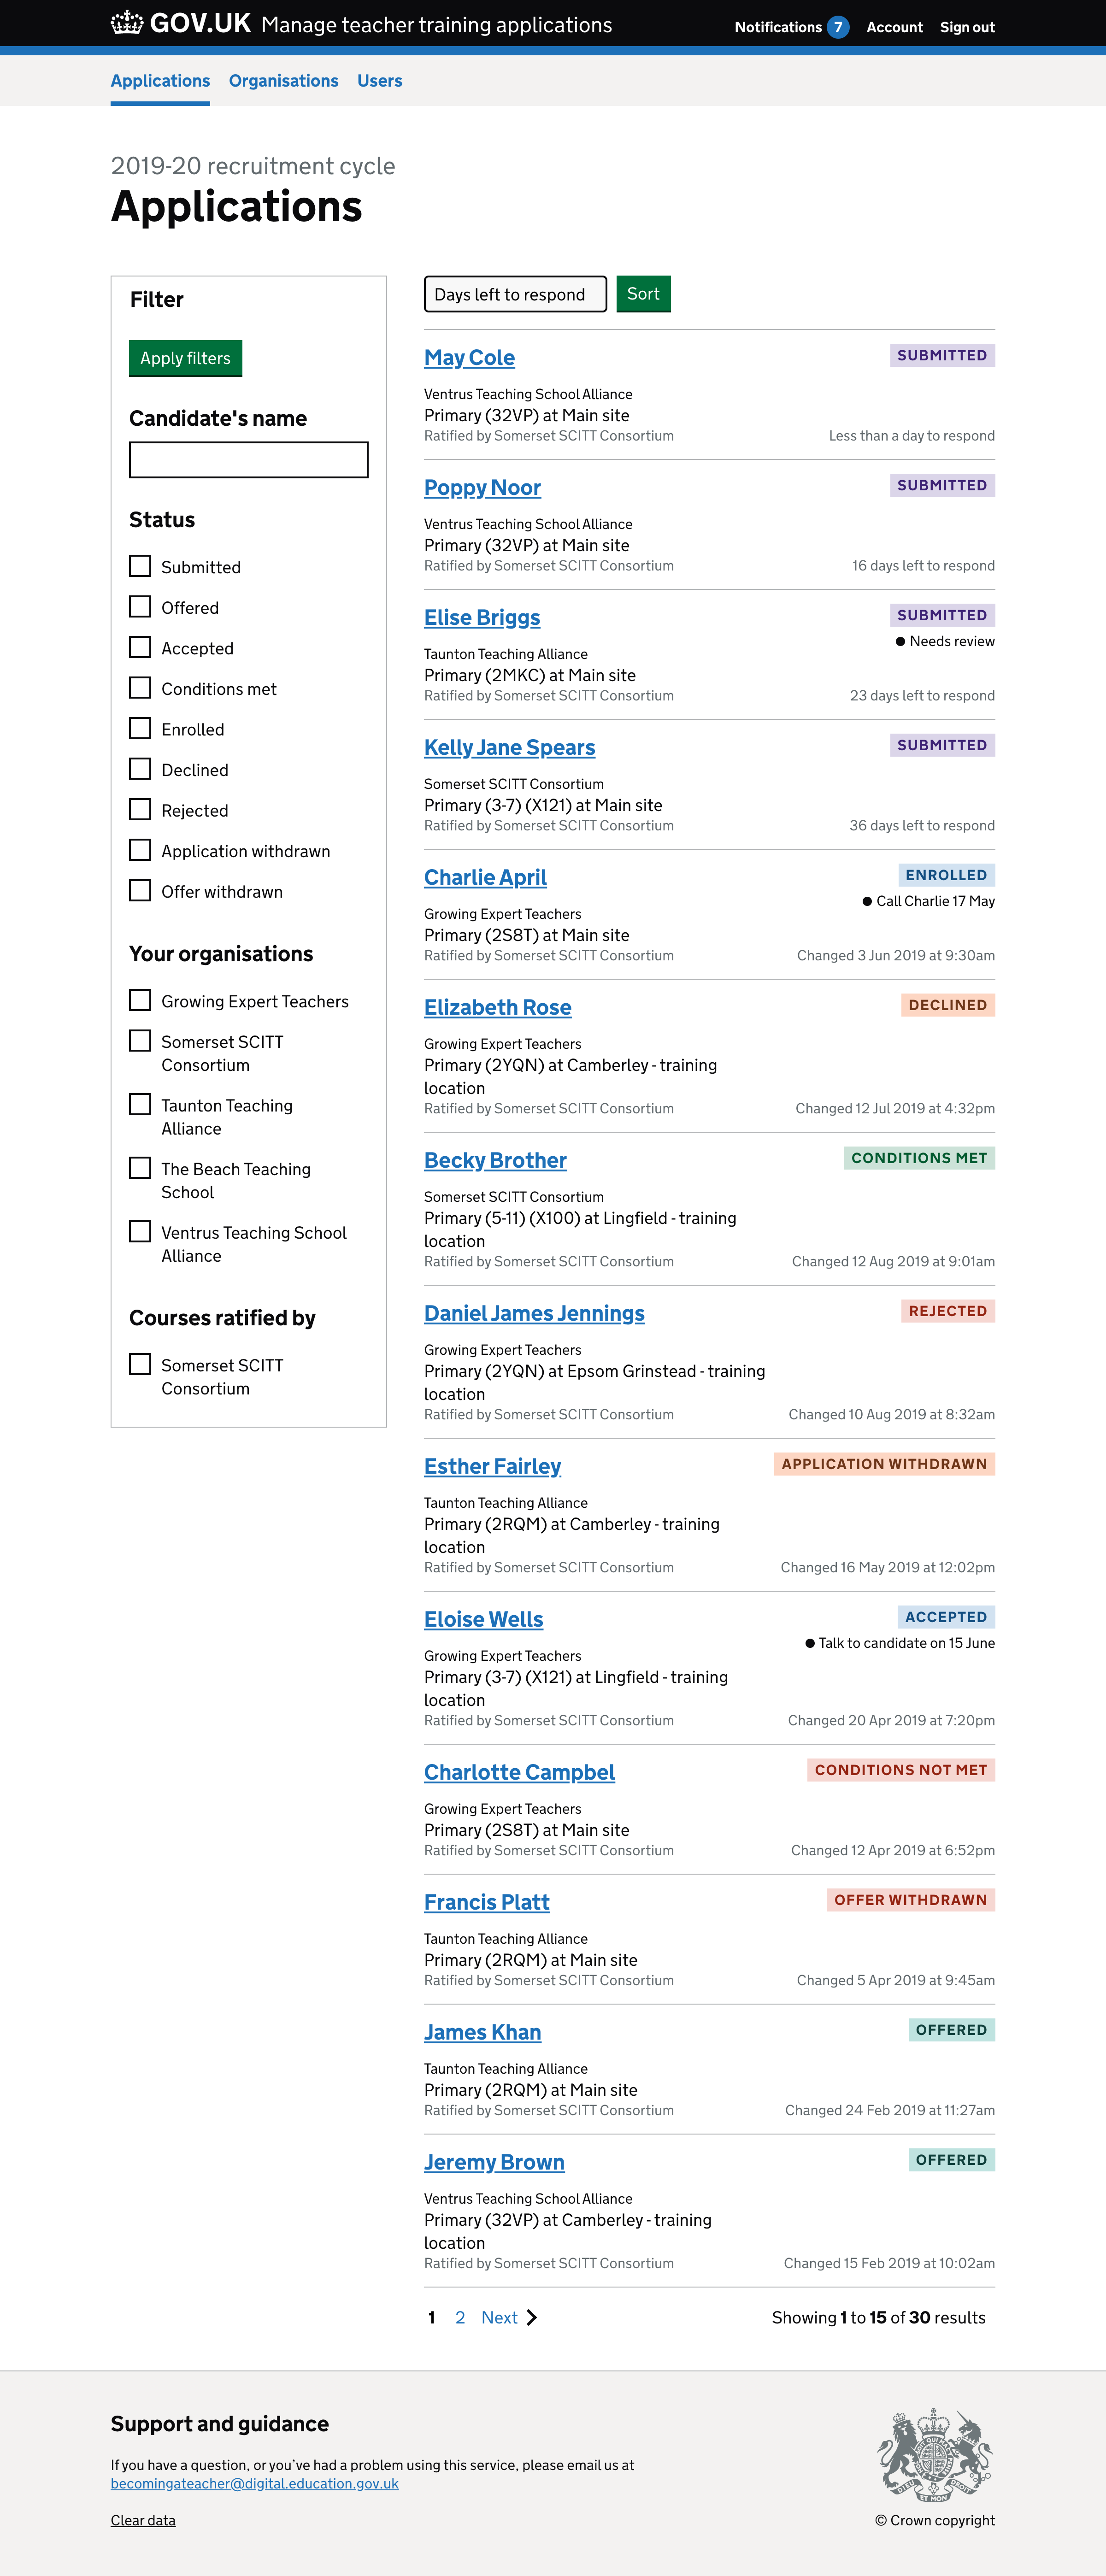 GOV.UK Manage teacher training applications
Notifications 7 Account Sign out
Applications Organisations Users
2019-20 recruitment cycle
Applications
Filter
Apply filters
Candidate's name
Status
Submitted
Offered
Accepted
Conditions met
Enrolled
Declined
Rejected
Application withdrawn
Offer withdrawn
Your organisations
Growing Expert Teachers
Somerset SCITT
Consortium
Taunton Teaching
Alliance
The Beach Teaching
School
Ventrus Teaching School
Alliance
Courses ratified by
Somerset SCITT
Consortium
Days left to respond Sort
May Cole SUBMITTED
Ventrus Teaching School Alliance
Primary (32VP) at Main site
Ratified by Somerset SCITT Consortium Less than a day to respond
Poppy Noor SUBMITTED
Ventrus Teaching School Alliance
Primary (32VP) at Main site
Ratified by Somerset SCITT Consortium 16 days left to respond
Elise Briggs SUBMITTED
● Needs review
Taunton Teaching Alliance
Primary (2MKC) at Main site
Ratified by Somerset SCITT Consortium 23 days left to respond
Kelly Jane Spears SUBMITTED
Somerset SCITT Consortium
Primary (3-7) (X121) at Main site
Ratified by Somerset SCITT Consortium 36 days left to respond
Charlie April ENROLLED
● Call Charlie 17 May
Growing Expert Teachers
Primary (2S8T) at Main site
Ratified by Somerset SCITT Consortium Changed 3 Jun 2019 at 9:30am
Elizabeth Rose DECLINED
Growing Expert Teachers
Primary (2YQN) at Camberley - training
location
Ratified by Somerset SCITT Consortium Changed 12 Jul 2019 at 4:32pm
Becky Brother CONDITIONS MET
Somerset SCITT Consortium
Primary (5-11) (X100) at Lingfield - training
location
Ratified by Somerset SCITT Consortium Changed 12 Aug 2019 at 9:01am
Daniel James Jennings REJECTED
Growing Expert Teachers
Primary (2YQN) at Epsom Grinstead - training
location
Ratified by Somerset SCITT Consortium Changed 10 Aug 2019 at 8:32am
Esther Fairley APPLICATION WITHDRAWN
Taunton Teaching Alliance
Primary (2RQM) at Camberley - training
location
Ratified by Somerset SCITT Consortium Changed 16 May 2019 at 12:02pm
Eloise Wells ACCEPTED
● Talk to candidate on 15 June
Growing Expert Teachers
Primary (3-7) (X121) at Lingfield - training
location
Ratified by Somerset SCITT Consortium Changed 20 Apr 2019 at 7:20pm
Charlotte Campbel CONDITIONS NOT MET
Growing Expert Teachers
Primary (2S8T) at Main site
Ratified by Somerset SCITT Consortium Changed 12 Apr 2019 at 6:52pm
Francis Platt OFFER WITHDRAWN
Taunton Teaching Alliance
Primary (2RQM) at Main site
Ratified by Somerset SCITT Consortium Changed 5 Apr 2019 at 9:45am
James Khan OFFERED
Taunton Teaching Alliance
Primary (2RQM) at Main site
Ratified by Somerset SCITT Consortium Changed 24 Feb 2019 at 11:27am
Jeremy Brown OFFERED
Ventrus Teaching School Alliance
Primary (32VP) at Camberley - training
location
Ratified by Somerset SCITT Consortium Changed 15 Feb 2019 at 10:02am
1 2 Next Showing 1 to 15 of 30 results
Support and guidance
If you have a question, or you've had a problem using this service, please email us at
becomingateacher@digital.education.gov.uk
Clear data
© Crown copyright